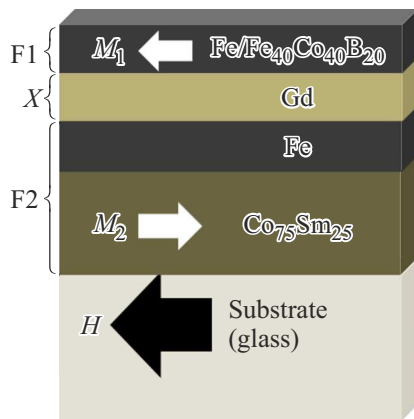 F1 M₁ Fe/Fe₄₀Co₄₀B₂₀
X Gd
Fe
F2
M₂ Co₇₅Sm₂₅
H Substrate
(glass)